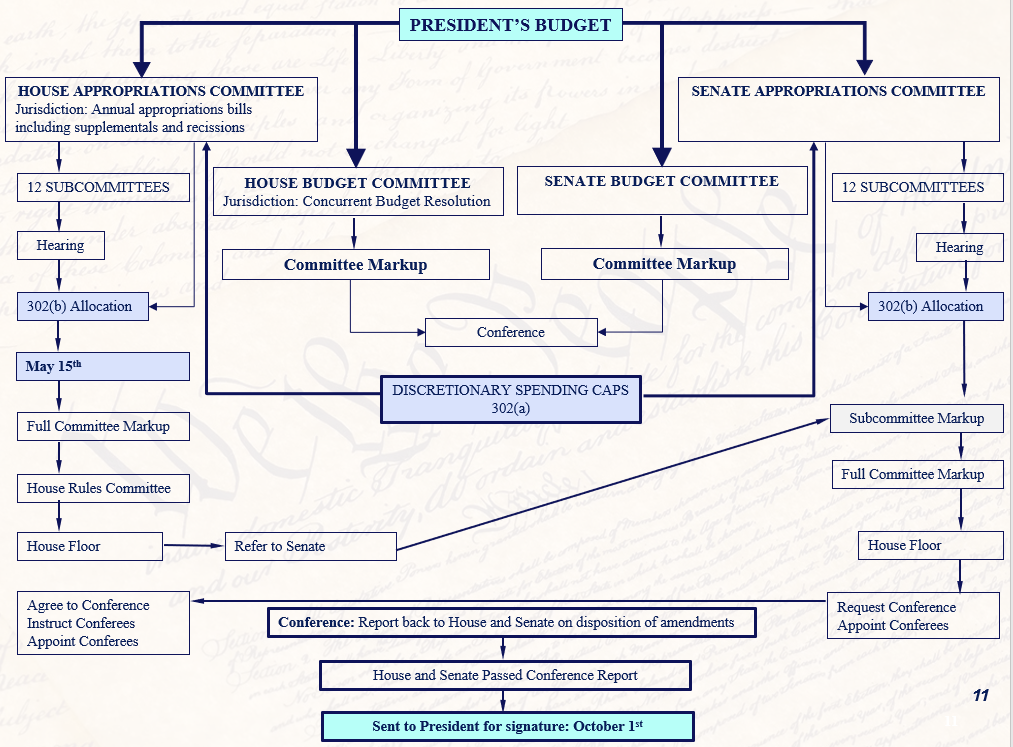 PRESIDENT'S BUDGET
HOUSE APPROPRIATIONS COMMITTEE
Jurisdiction: Annual appropriations bills
including supplementals and recissions
SENATE APPROPRIATIONS COMMITTEE
12 SUBCOMMITTEES
HOUSE BUDGET COMMITTEE
Jurisdiction: Concurrent Budget Resolution
SENATE BUDGET COMMITTEE
12 SUBCOMMITTEES
Hearing
Committee Markup
Committee Markup
Hearing
302(b) Allocation
Conference
302(b) Allocation
May 15th
DISCRETIONARY SPENDING CAPS
302(a)
Full Committee Markup
Subcommittee Markup
House Rules Committee
Full Committee Markup
House Floor
Refer to Senate
House Floor
Agree to Conference
Instruct Conferees
Appoint Conferees
Conference: Report back to House and Senate on disposition of amendments
Request Conference
Appoint Conferees
House and Senate Passed Conference Report
11
Sent to President for signature: October 1st